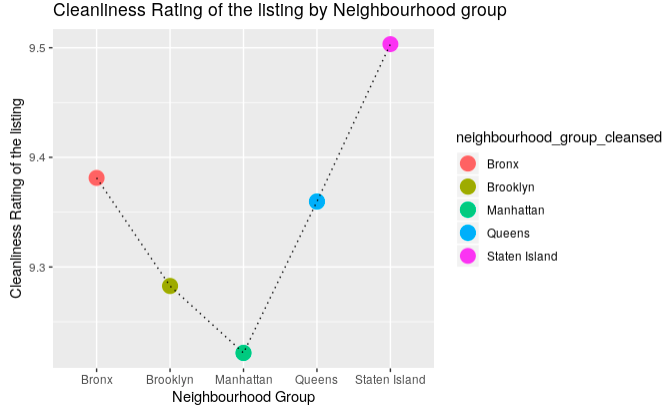 Cleanliness Rating of the listing by Neighbourhood group
Cleanliness Rating of the listing
9.5
9.4
9.3
Bronx Brooklyn Manhattan Queens Staten Island
Neighbourhood Group
neighbourhood_group_cleansed
Bronx
Brooklyn
Manhattan
Queens
Staten Island